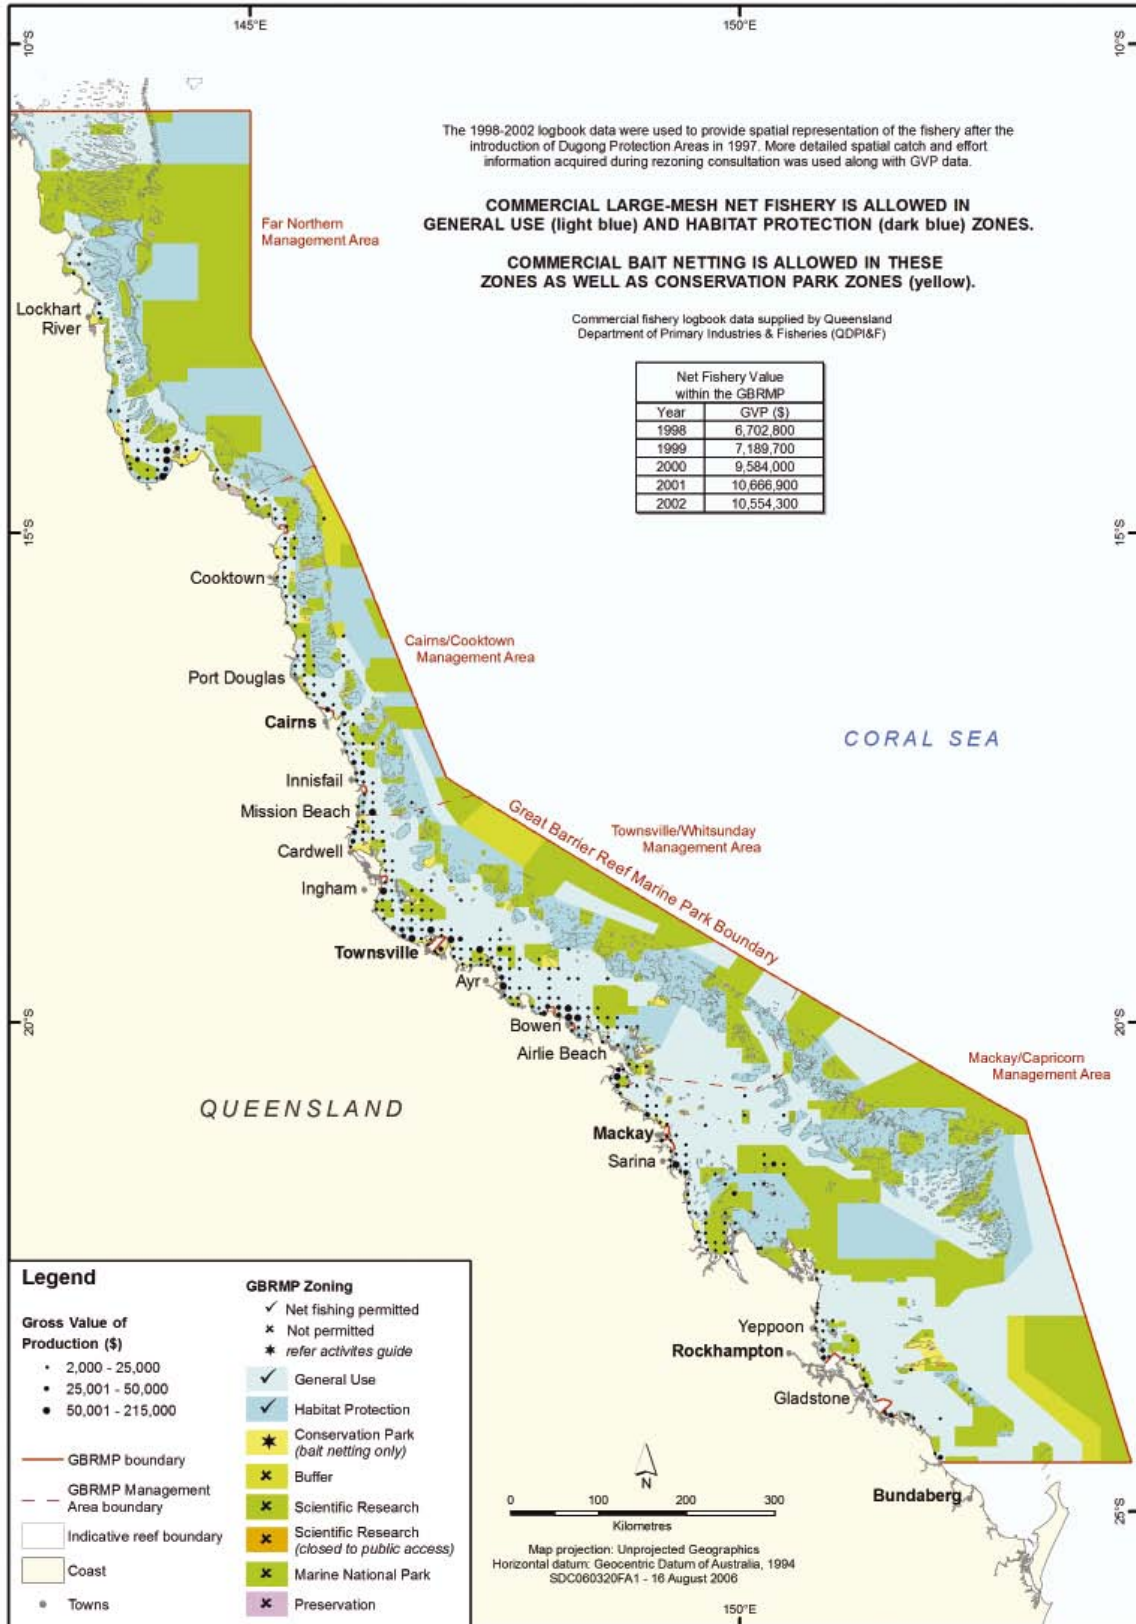 145°E
150°E
10°S
10°S
The 1998-2002 logbook data were used to provide spatial representation of the fishery after the
introduction of Dugong Protection Areas in 1997. More detailed spatial catch and effort
information acquired during rezoning consultation was used along with GVP data.
COMMERCIAL LARGE-MESH NET FISHERY IS ALLOWED IN
GENERAL USE (light blue) AND HABITAT PROTECTION (dark blue) ZONES.
COMMERCIAL BAIT NETTING IS ALLOWED IN THESE
ZONES AS WELL AS CONSERVATION PARK ZONES (yellow).
Commercial fishery logbook data supplied by Queensland
Department of Primary Industries & Fisheries (QDPI&F)
Net Fishery Value
within the GBRMP
Year GVP ($)
1998 6,702,800
1999 7,189,700
2000 9,584,000
2001 10,666,900
2002 10,554,300
Far Northern
Management Area
Lockhart
River
15°S
15°S
Cooktown
Cairns/Cooktown
Management Area
Port Douglas
Cairns
CORAL SEA
Innisfail
Mission Beach
Great Barrier Reef Marine Park Boundary
Townsville/Whitsunday
Management Area
Cardwell
Ingham
Townsville
Ayr
20°S
20°S
Bowen
Airlie Beach
Mackay/Capricorn
Management Area
QUEENSLAND
Mackay
Sarina
Yeppoon
Rockhampton
Gladstone
Bundaberg
25°S
Legend
Gross Value of
Production ($)
2,000 - 25,000
25,001 - 50,000
50,001 - 215,000
GBRMP boundary
GBRMP Management
Area boundary
Indicative reef boundary
Coast
Towns
GBRMP Zoning
Net fishing permitted
Not permitted
refer activites guide
General Use
Habitat Protection
Conservation Park
(bait netting only)
Buffer
Scientific Research
Scientific Research
(closed to public access)
Marine National Park
Preservation
N
0 100 200 300
Kilometres
Map projection: Unprojected Geographics
Horizontal datum: Geocentric Datum of Australia, 1994
SDC060320FA1 - 16 August 2006
150°E